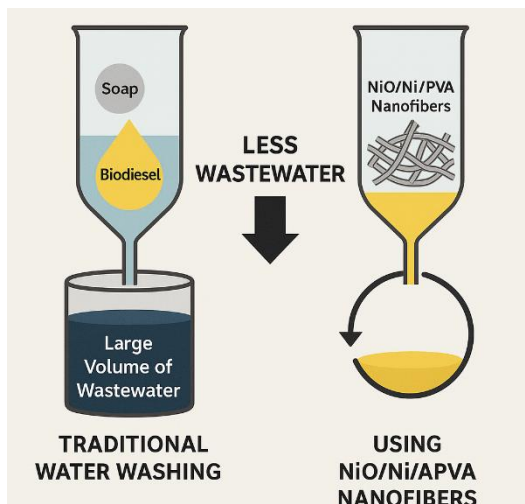 Soap
Biodiesel
Large
Volume of
Wastewater
TRADITIONAL
WATER WASHING
LESS
WASTEWATER
NiO/Ni/PVA
Nanofibers
USING
NiO/Ni/APVA
NANOFIBERS